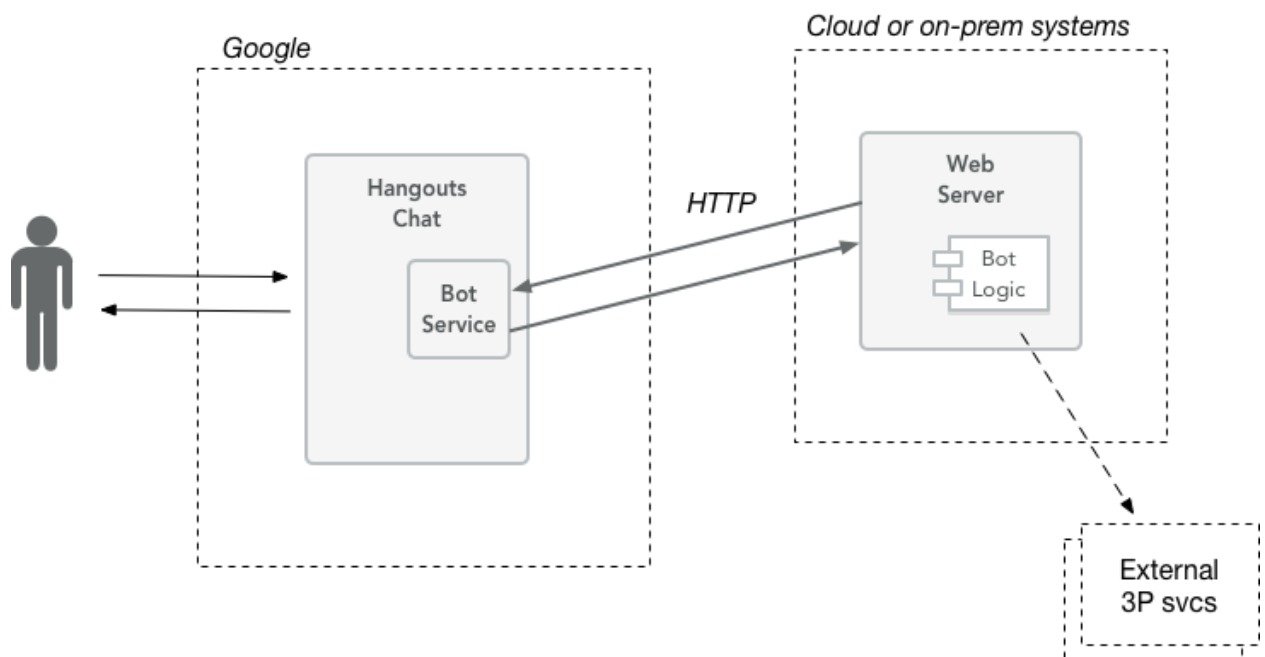 Google
Cloud or on-prem systems
Hangouts
Chat
Bot
Service
HTTP
Web
Server
Bot
Logic
External
3P svcs